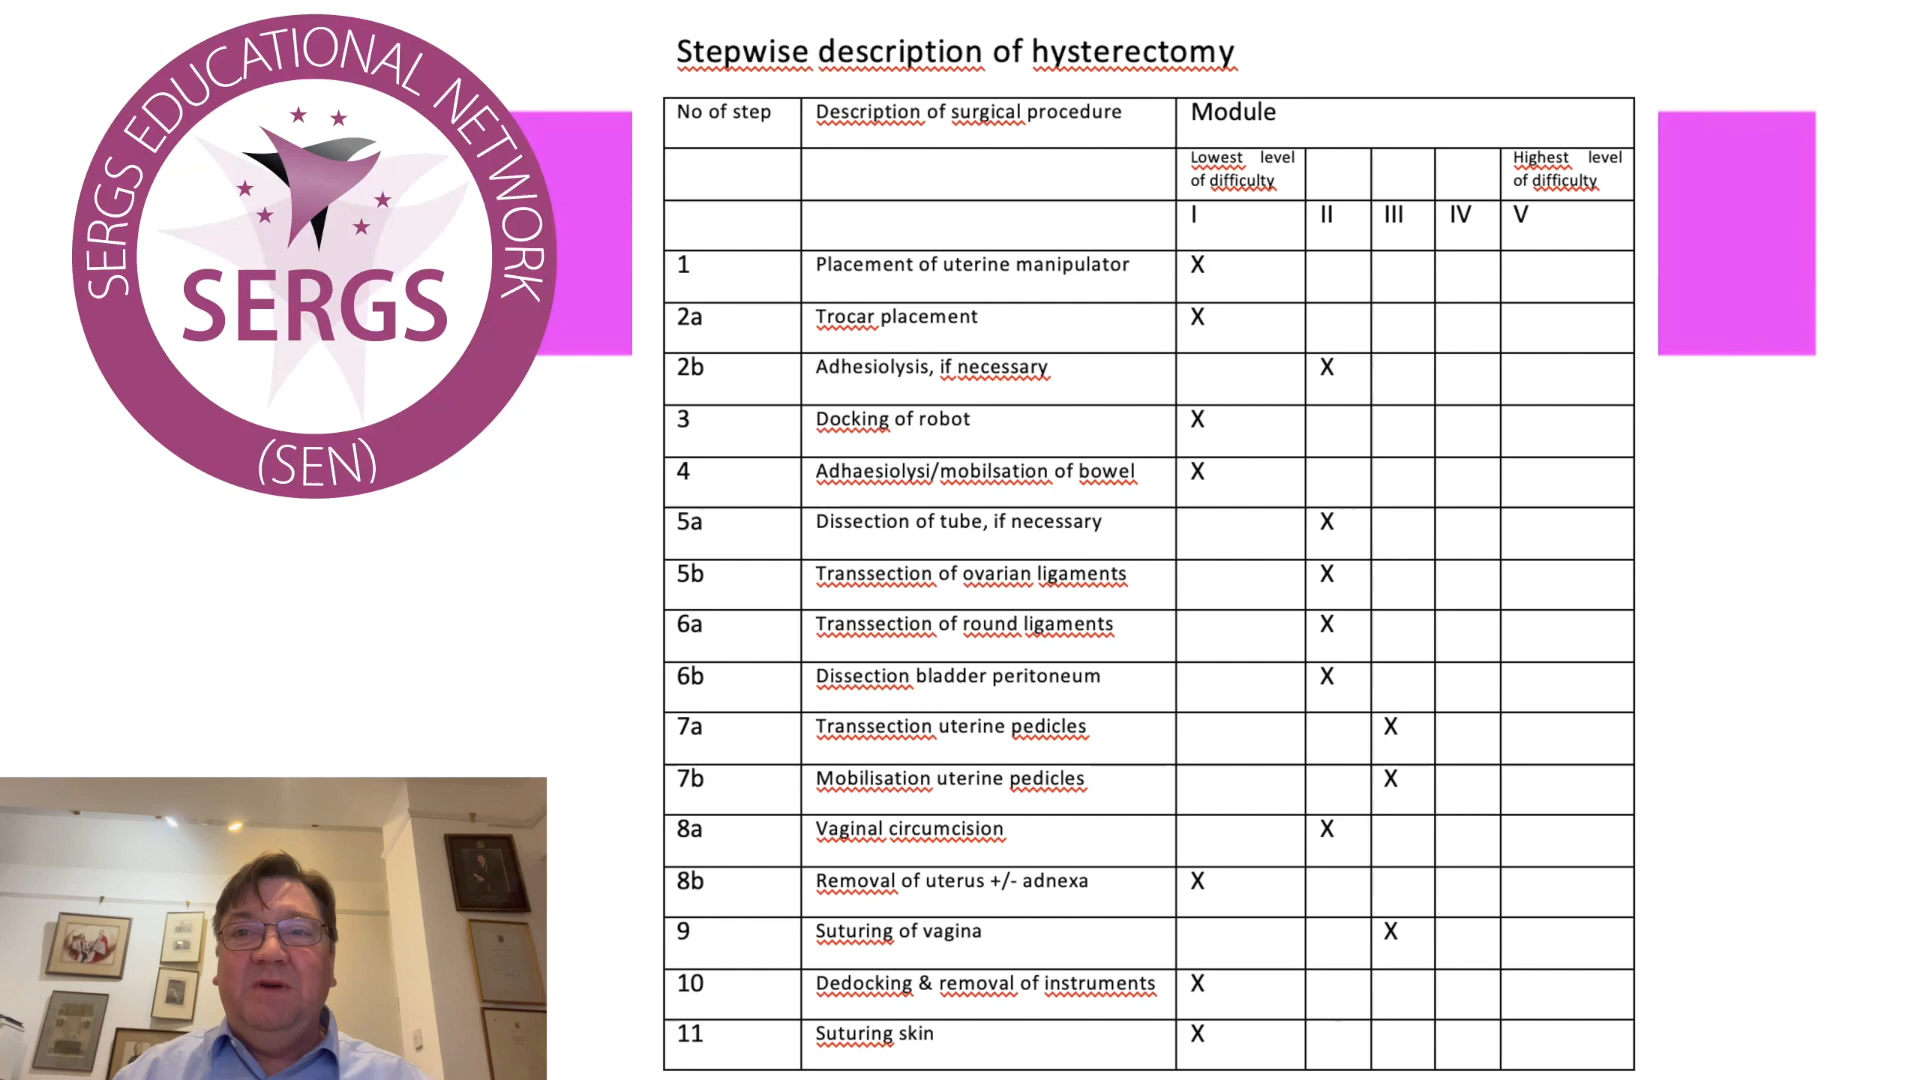 SERGS EDUCATIONAL NETWORK
SERGS
(SEN)
Stepwise description of hysterectomy
No of step Description of surgical procedure Module
Lowest level of difficulty Highest level of difficulty
I II III IV V
1 Placement of uterine manipulator X
2a Trocar placement X
2b Adhesiolysis, if necessary X
3 Docking of robot X
4 Adhaesiolysi/mobilsation of bowel X
5a Dissection of tube, if necessary X
5b Transsection of ovarian ligaments X
6a Transsection of round ligaments X
6b Dissection bladder peritoneum X
7a Transsection uterine pedicles X
7b Mobilisation uterine pedicles X
8a Vaginal circumcision X
8b Removal of uterus +/- adnexa X
9 Suturing of vagina X
10 Dedocking & removal of instruments X
11 Suturing skin X